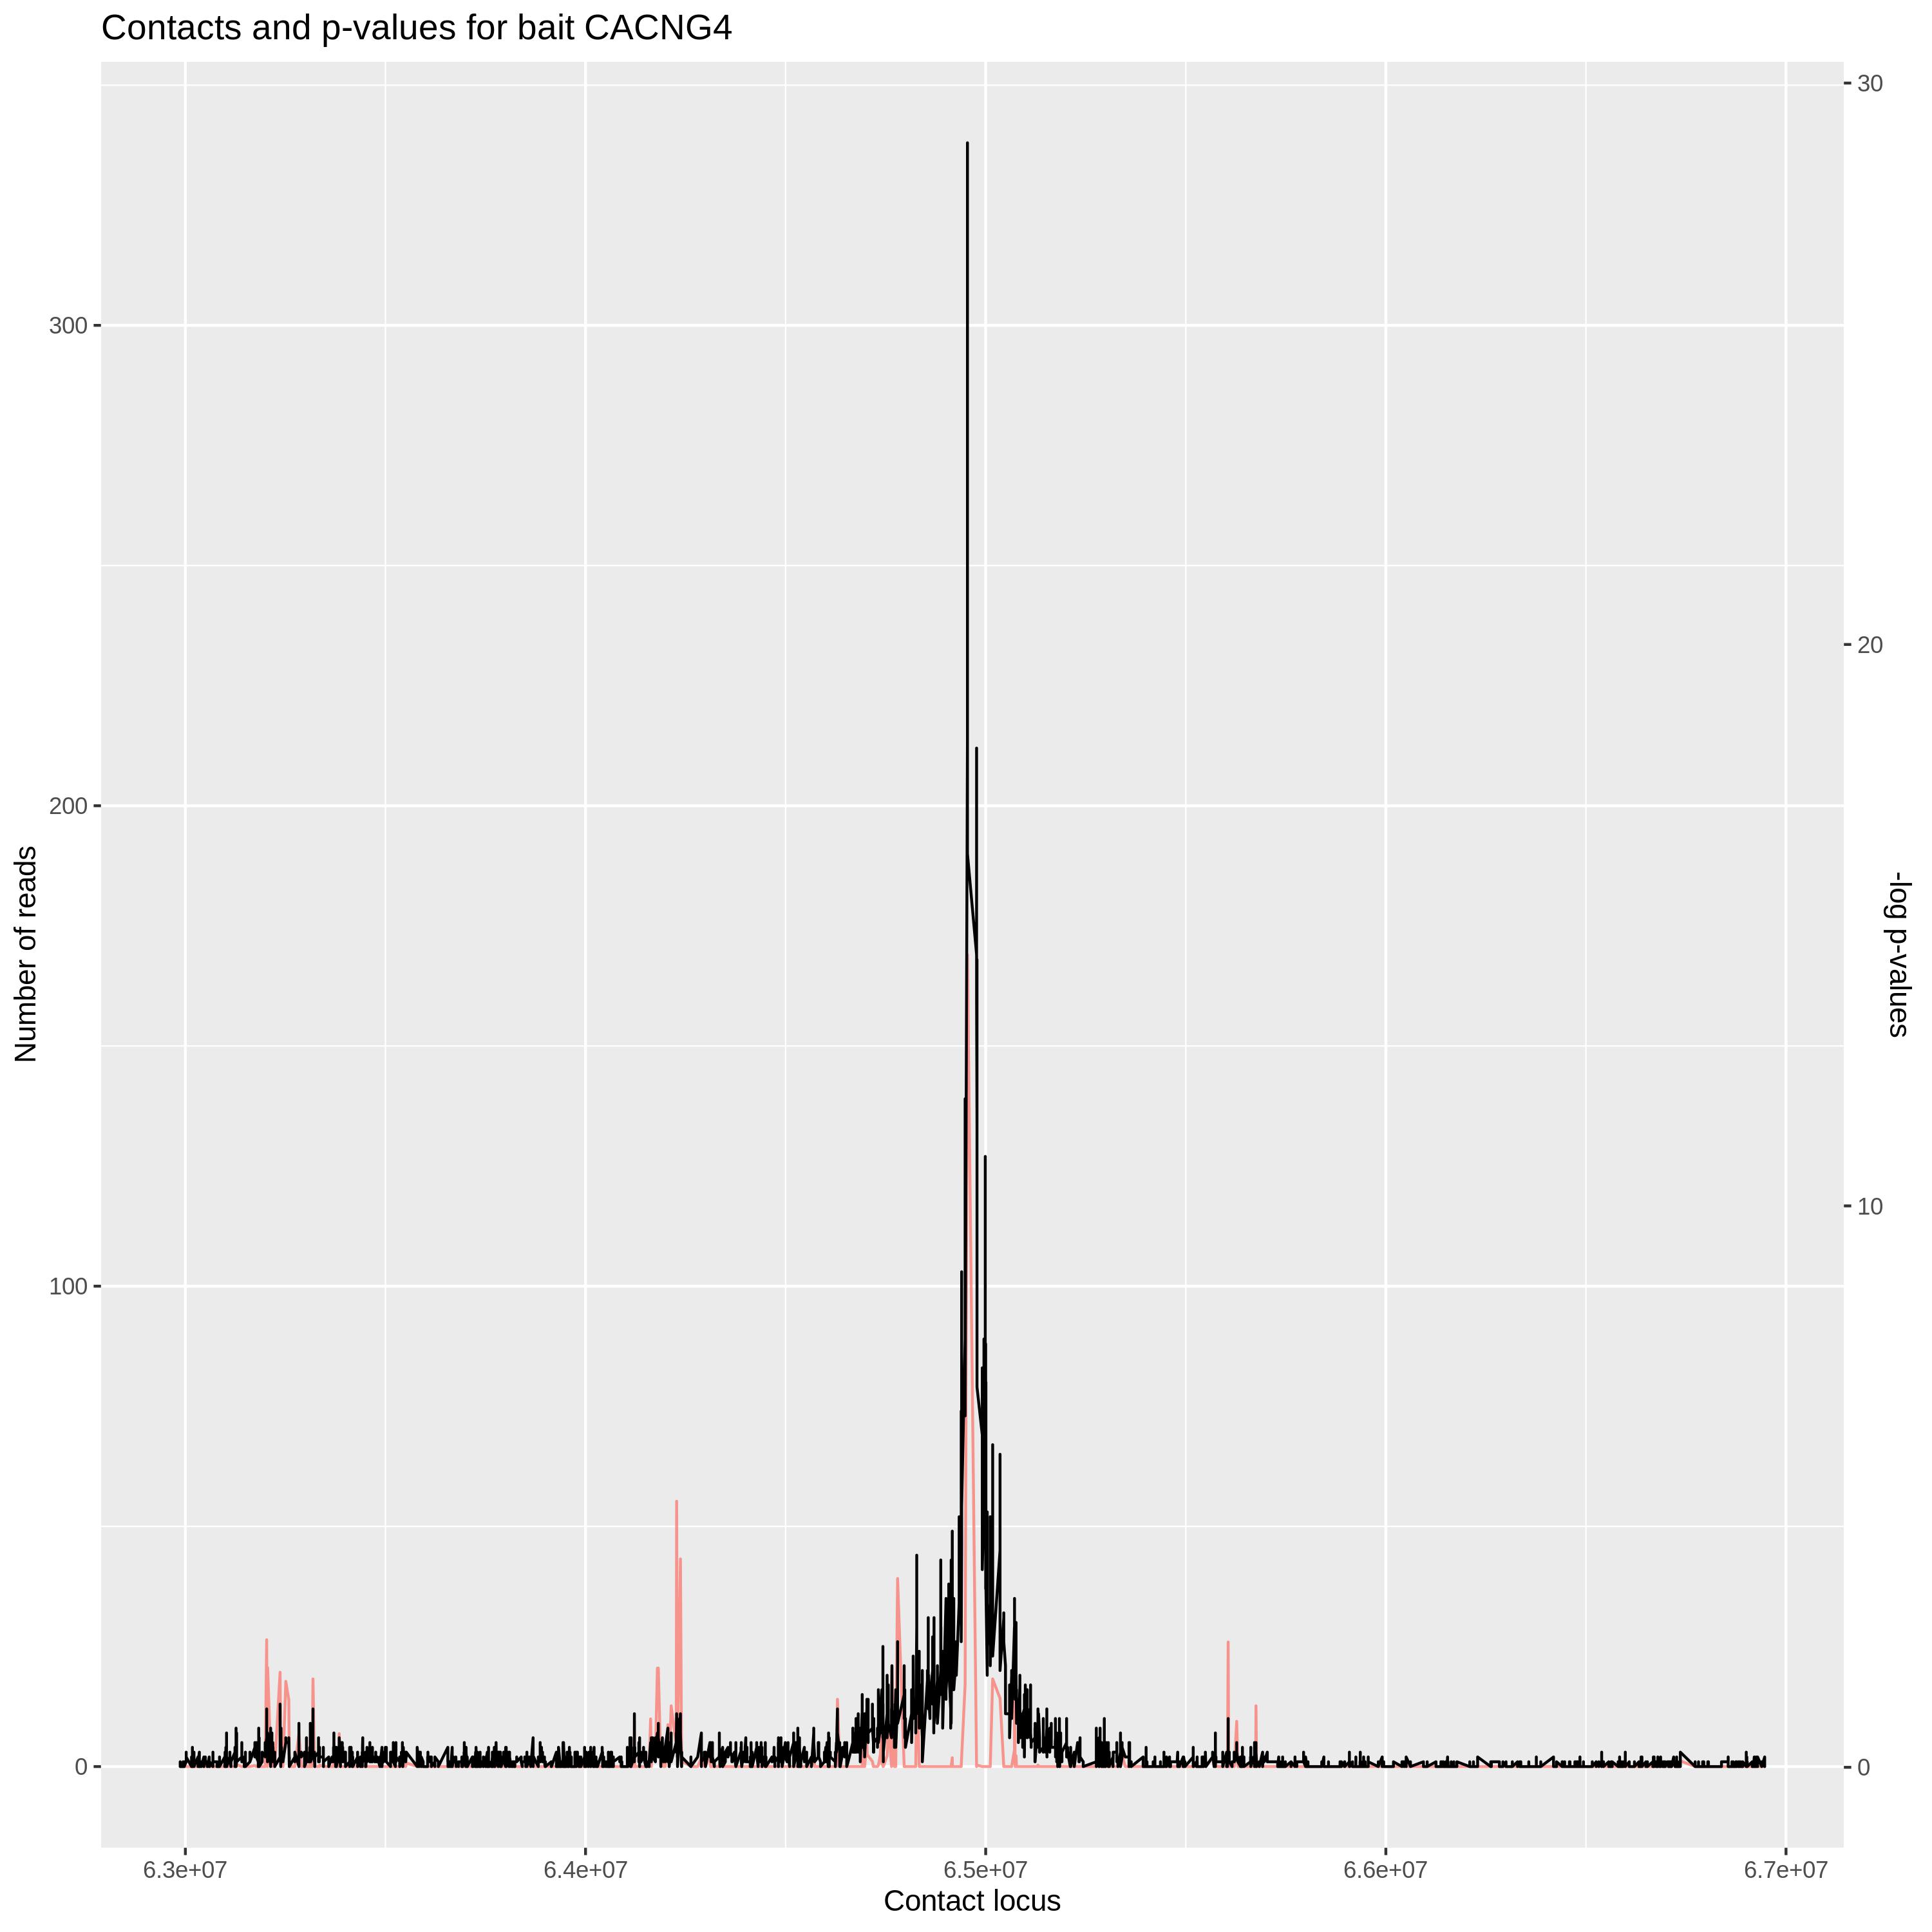 Contacts and p-values for bait CACNG4
30
300
20
200
Number of reads
-log p-values
10
100
0
0
6.3e+07
6.4e+07
6.5e+07
6.6e+07
6.7e+07
Contact locus